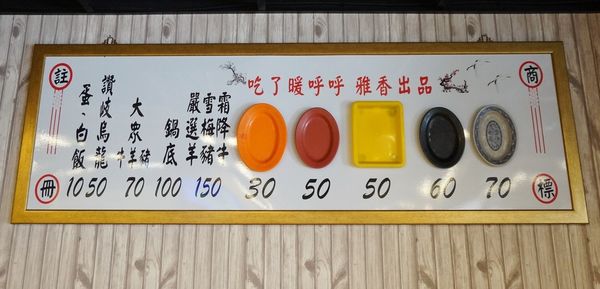 註冊
商標
吃了暖呼呼 雅香出品
霜降牛
雪梅豬
嚴選羊
150
鍋底
100
大眾牛羊豬
70
讚岐烏龍
50
蛋、白飯
10
30
50
50
60
70